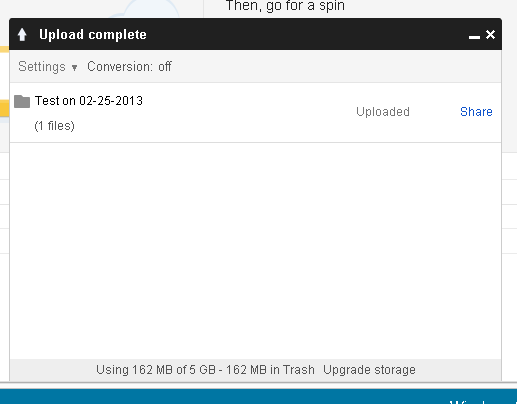 Then, go for a spin
Upload complete
Settings ▼ Conversion: off
Test on 02-25-2013
Uploaded Share
(1 files)
Using 162 MB of 5 GB - 162 MB in Trash Upgrade storage